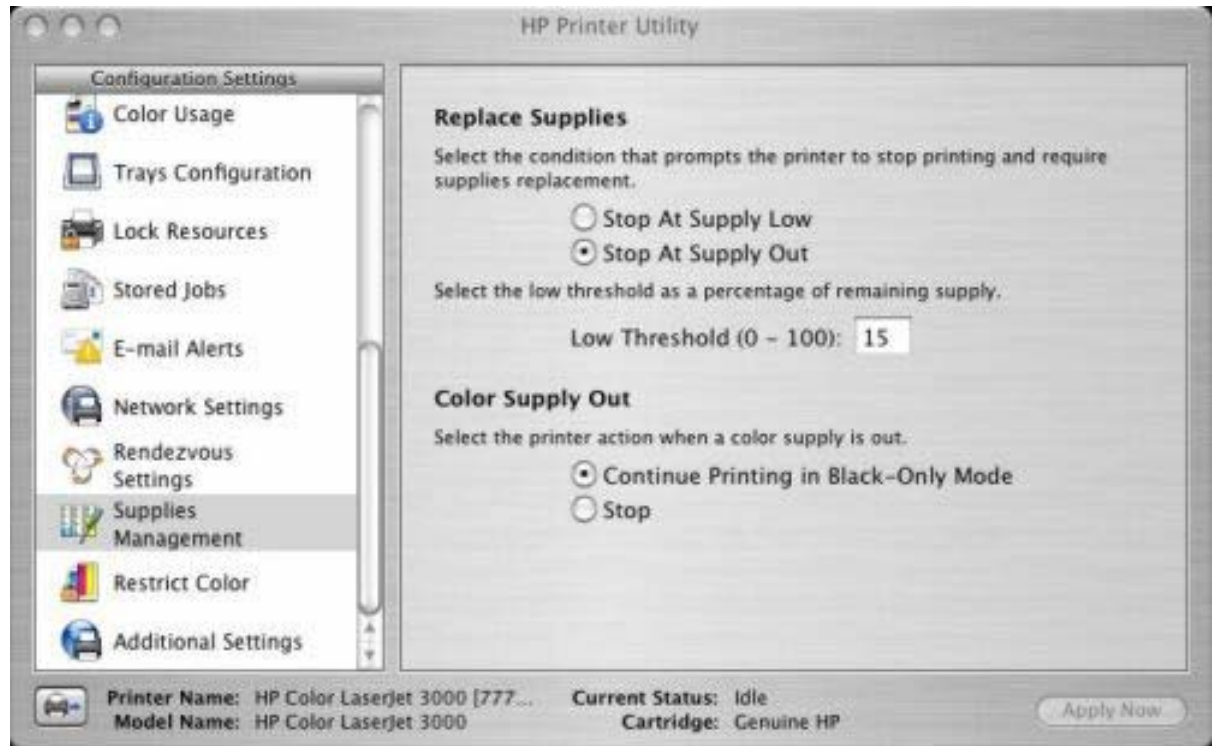 HP Printer Utility
Configuration Settings
Color Usage
Trays Configuration
Lock Resources
Stored Jobs
E-mail Alerts
Network Settings
Rendezvous
Settings
Supplies
Management
Restrict Color
Additional Settings
Replace Supplies
Select the condition that prompts the printer to stop printing and require
supplies replacement.
Stop At Supply Low
Stop At Supply Out
Select the low threshold as a percentage of remaining supply.
Low Threshold (0 – 100): 15
Color Supply Out
Select the printer action when a color supply is out.
Continue Printing in Black-Only Mode
Stop
Printer Name: HP Color LaserJet 3000 [777...
Model Name: HP Color LaserJet 3000
Current Status: Idle
Cartridge: Genuine HP
Apply Now